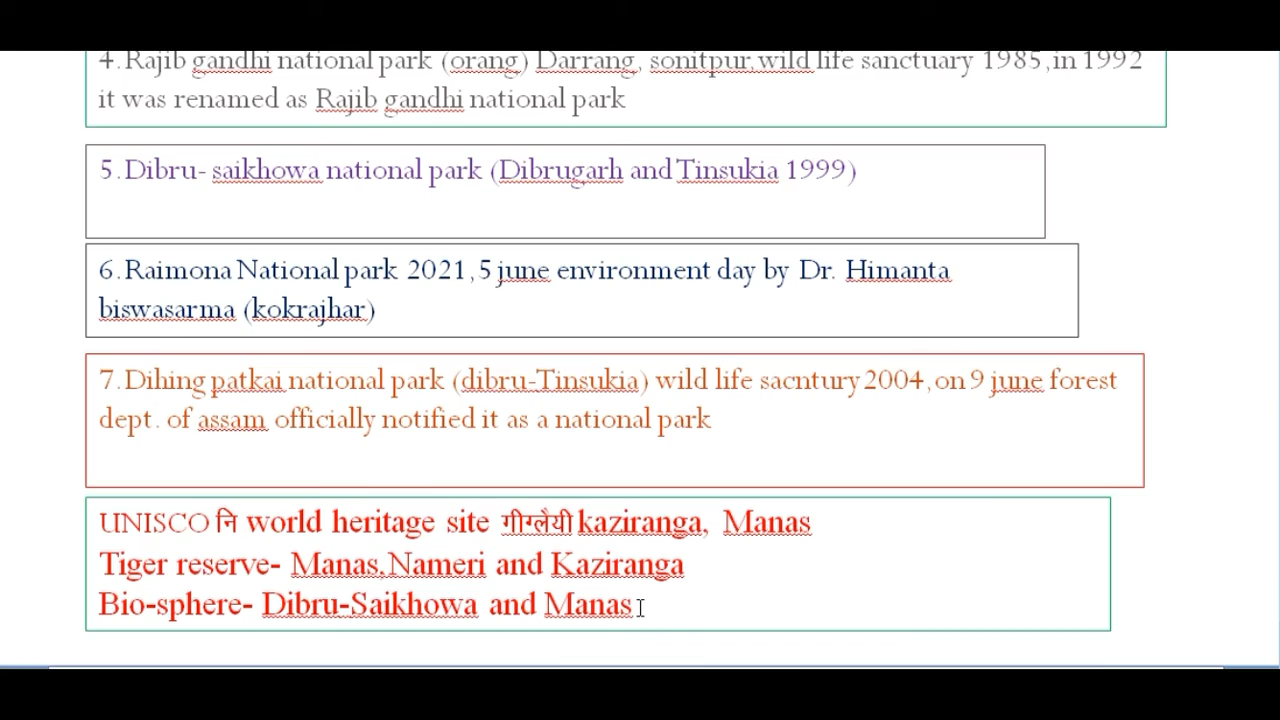 4.Rajib gandhi national park (orang) Darrang, sonitpur,wild life sanctuary 1985,in 1992
it was renamed as Rajib gandhi national park
5.Dibru- saikhowa national park (Dibrugarh and Tinsukia 1999)
6.Raimona National park 2021,5 june environment day by Dr. Himanta
biswasarma (kokrajhar)
7.Dihing patkai national park (dibru-Tinsukia) wild life sacntury 2004,on 9 june forest
dept. of assam officially notified it as a national park
UNISCO नि world heritage site गीग्लैयी kaziranga, Manas
Tiger reserve- Manas,Nameri and Kaziranga
Bio-sphere- Dibru-Saikhowa and Manas